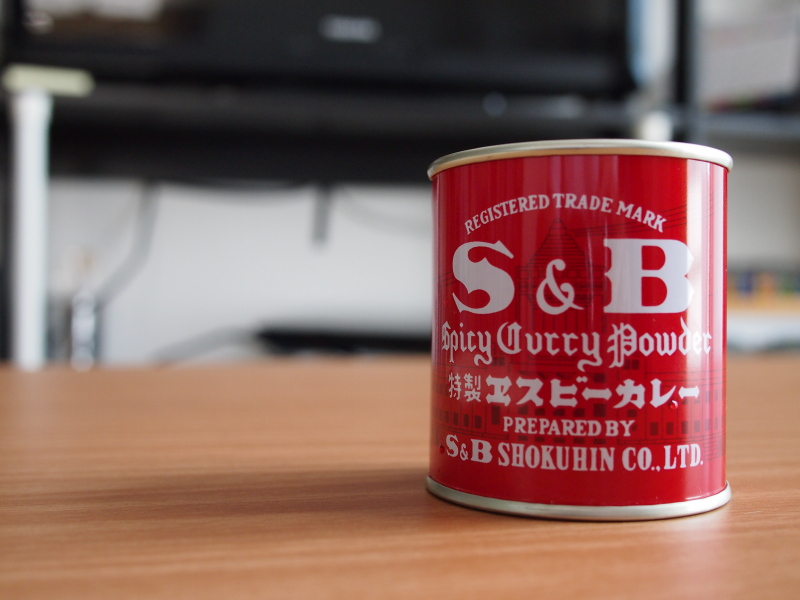 REGISTERED TRADE MARK
S & B
Spicy Curry Powder
特製 ヱスビーカレー
PREPARED BY
S&B SHOKUHIN CO., LTD.